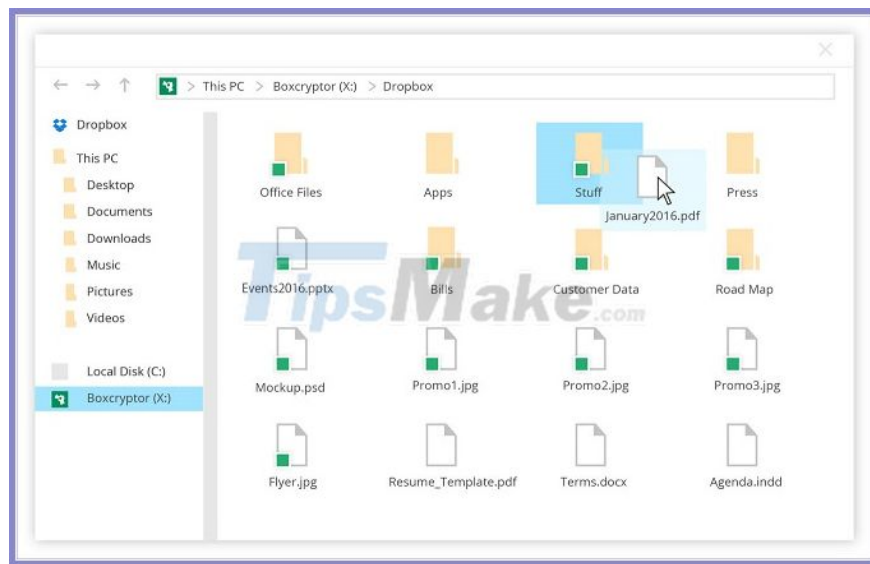 This PC > Boxcryptor (X:) > Dropbox
Dropbox
This PC
Desktop
Documents
Downloads
Music
Pictures
Videos
Local Disk (C:)
Boxcryptor (X:)
Office Files
Apps
Stuff
Press
January2016.pdf
Events2016.pptx
Bills
Customer Data
Road Map
TipsMake.com
Mockup.psd
Promo1.jpg
Promo2.jpg
Promo3.jpg
Flyer.jpg
Resume_Template.pdf
Terms.docx
Agenda.indd